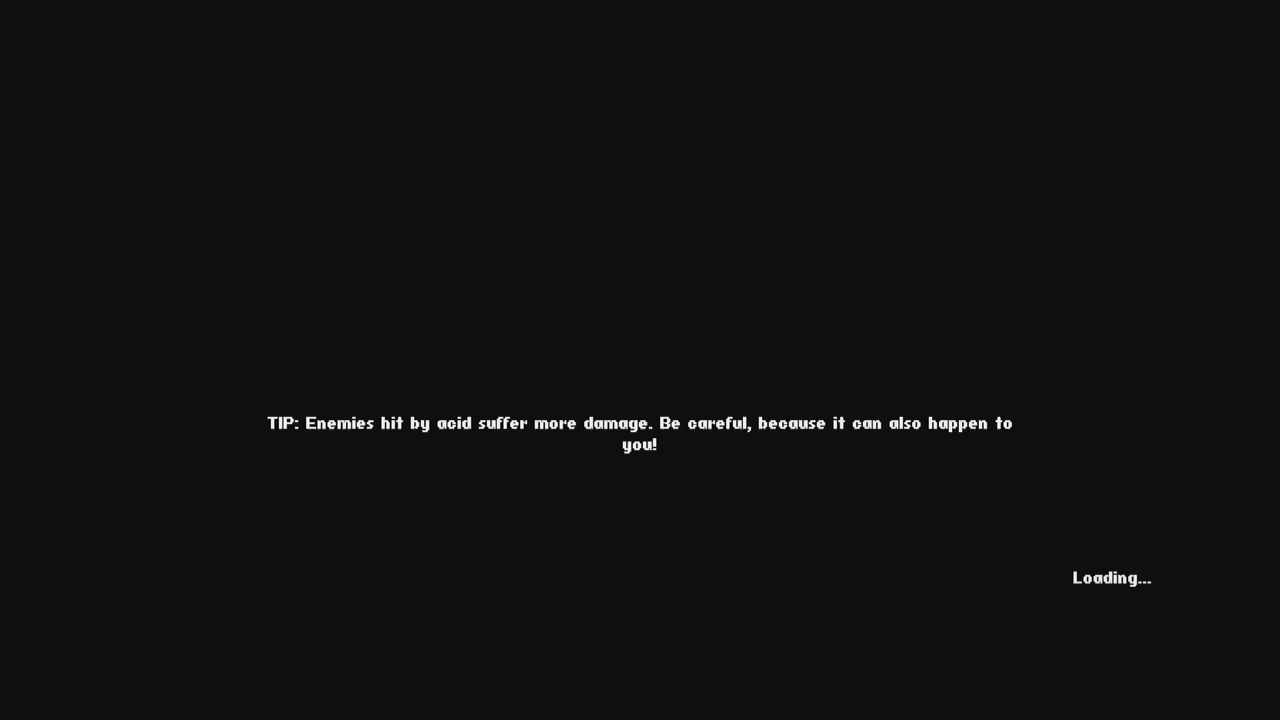 TIP: Enemies hit by acid suffer more damage. Be careful, because it can also happen to
you!
Loading...